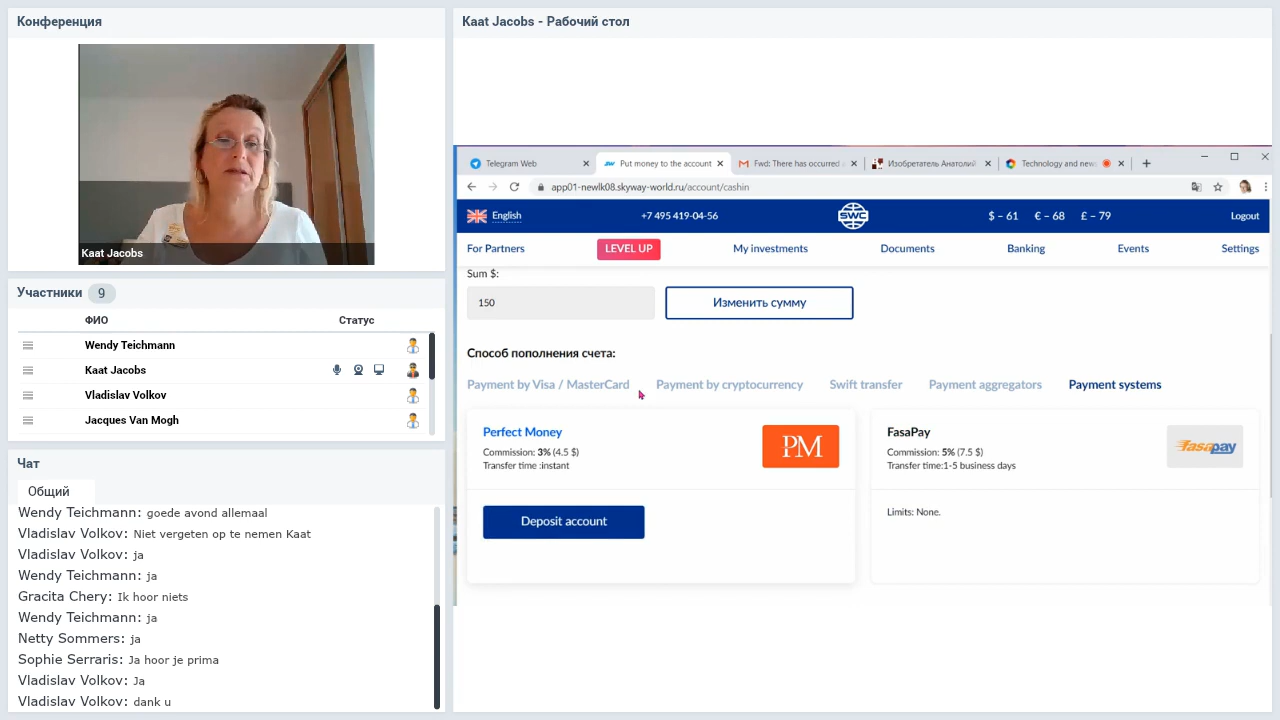 Конференция
Kaat Jacobs
Участники 9
ФИО Статус
Wendy Teichmann
Kaat Jacobs
Vladislav Volkov
Jacques Van Mogh
Чат
Общий
Wendy Teichmann: goede avond allemaal
Vladislav Volkov: Niet vergeten op te nemen Kaat
Vladislav Volkov: ja
Wendy Teichmann: ja
Gracita Chery: Ik hoor niets
Wendy Teichmann: ja
Netty Sommers: ja
Sophie Serraris: Ja hoor je prima
Vladislav Volkov: Ja
Vladislav Volkov: dank u
Kaat Jacobs - Рабочий стол
Telegram Web Put money to the account Fwd: There has occurred Изобретатель Анатолий Technology and new
app01-newlk08.skyway-world.ru/account/cashin
English +7 495 419-04-56 SWC $ – 61 € – 68 £ – 79 Logout
For Partners LEVEL UP My investments Documents Banking Events Settings
Sum $:
150 Изменить сумму
Способ пополнения счета:
Payment by Visa / MasterCard Payment by cryptocurrency Swift transfer Payment aggregators Payment systems
Perfect Money
Commission: 3% (4.5 $)
Transfer time :instant
PM
Deposit account
FasaPay
Commission: 5% (7.5 $)
Transfer time:1-5 business days
fasapay
Limits: None.